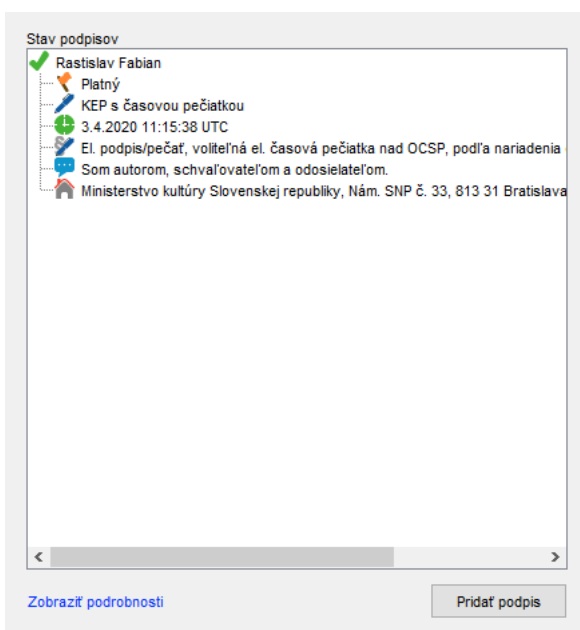 Stav podpisov
Rastislav Fabian
Platný
KEP s časovou pečiatkou
3.4.2020 11:15:38 UTC
El. podpis/pečať, voliteľná el. časová pečiatka nad OCSP, podľa nariadenia
Som autorom, schvaľovateľom a odosielateľom.
Ministerstvo kultúry Slovenskej republiky, Nám. SNP č. 33, 813 31 Bratislava
Zobraziť podrobnosti
Pridať podpis